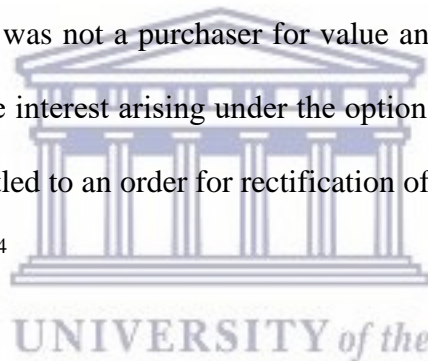 was not a purchaser for value an
e interest arising under the option
tled to an order for rectification of
4
UNIVERSITY of the